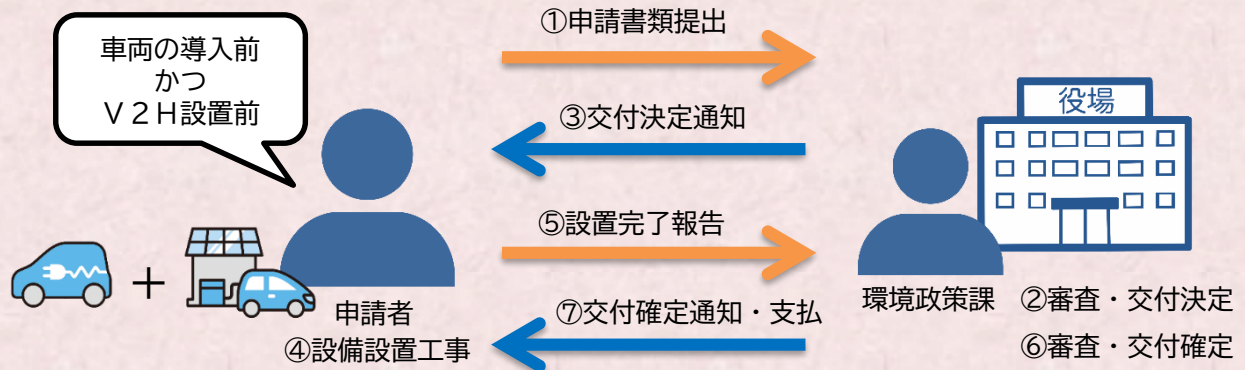 ①申請書類提出
車両の導入前
かつ
Ｖ２Ｈ設置前
役場
③交付決定通知
⑤設置完了報告
申請者
④設備設置工事
⑦交付確定通知・支払
環境政策課
②審査・交付決定
⑥審査・交付確定